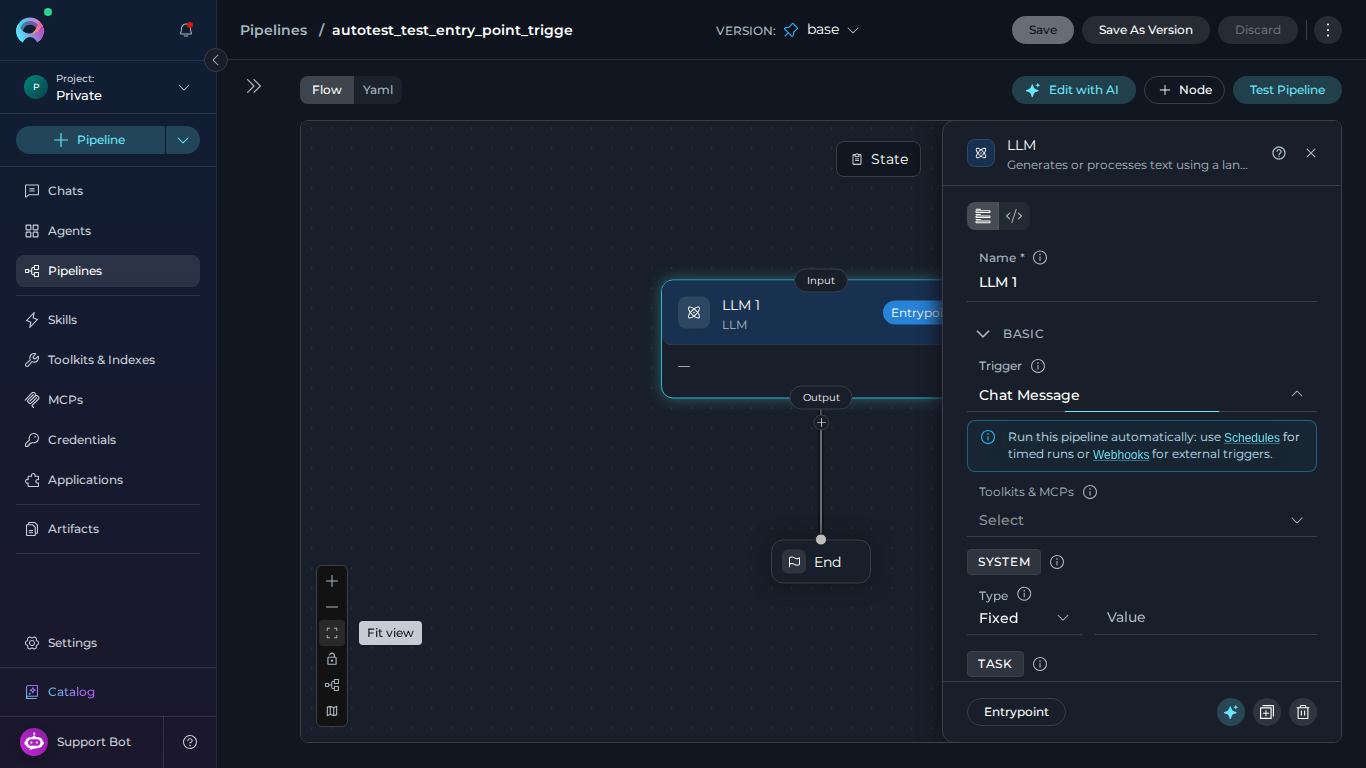 Pipelines / autotest_test_entry_point_trigge
VERSION: base
Save
Save As Version
Discard
P
Project:
Private
Pipeline
Chats
Agents
Pipelines
Skills
Toolkits & Indexes
MCPs
Credentials
Applications
Artifacts
Settings
Catalog
Support Bot
Flow
Yaml
Edit with AI
Node
Test Pipeline
State
Input
LLM 1
LLM
Entrypoi
—
Output
End
Fit view
LLM
Generates or processes text using a lan...
Name *
LLM 1
BASIC
Trigger
Chat Message
Run this pipeline automatically: use Schedules for
timed runs or Webhooks for external triggers.
Toolkits & MCPs
Select
SYSTEM
Type
Fixed
Value
TASK
Entrypoint